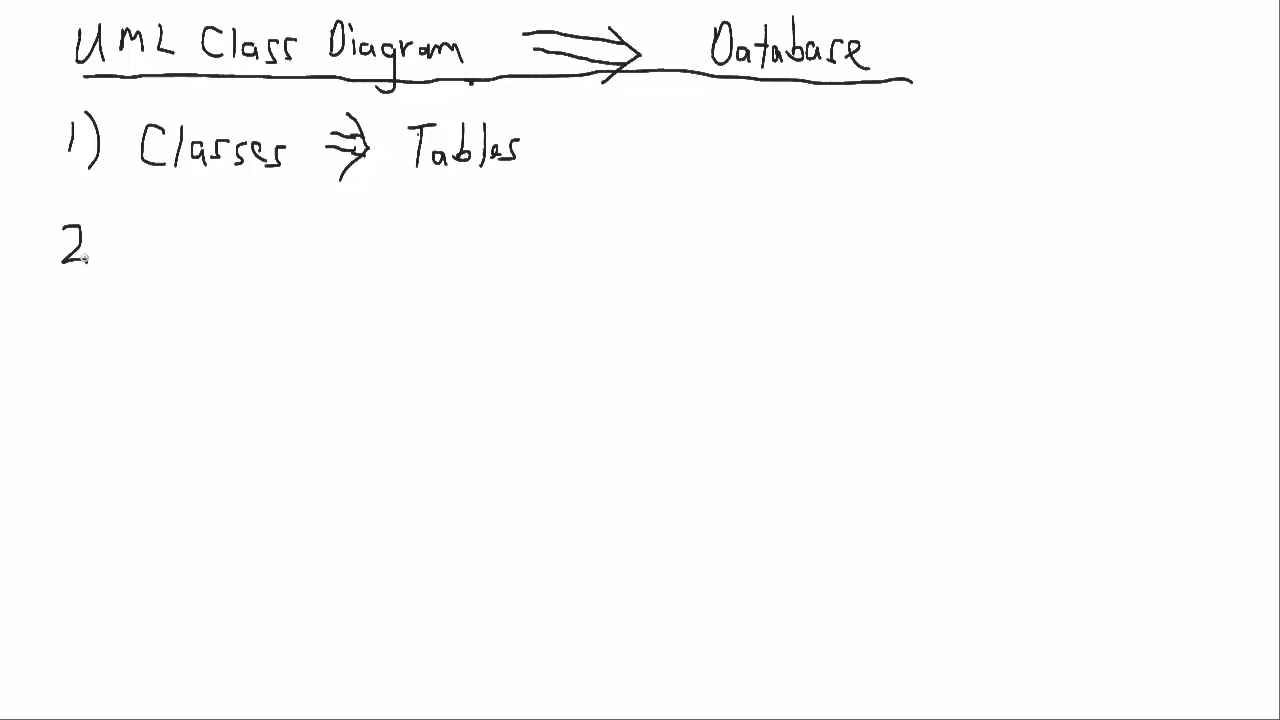 UML Class Diagram ⇒ Database
1) Classes ⇒ Tables
2